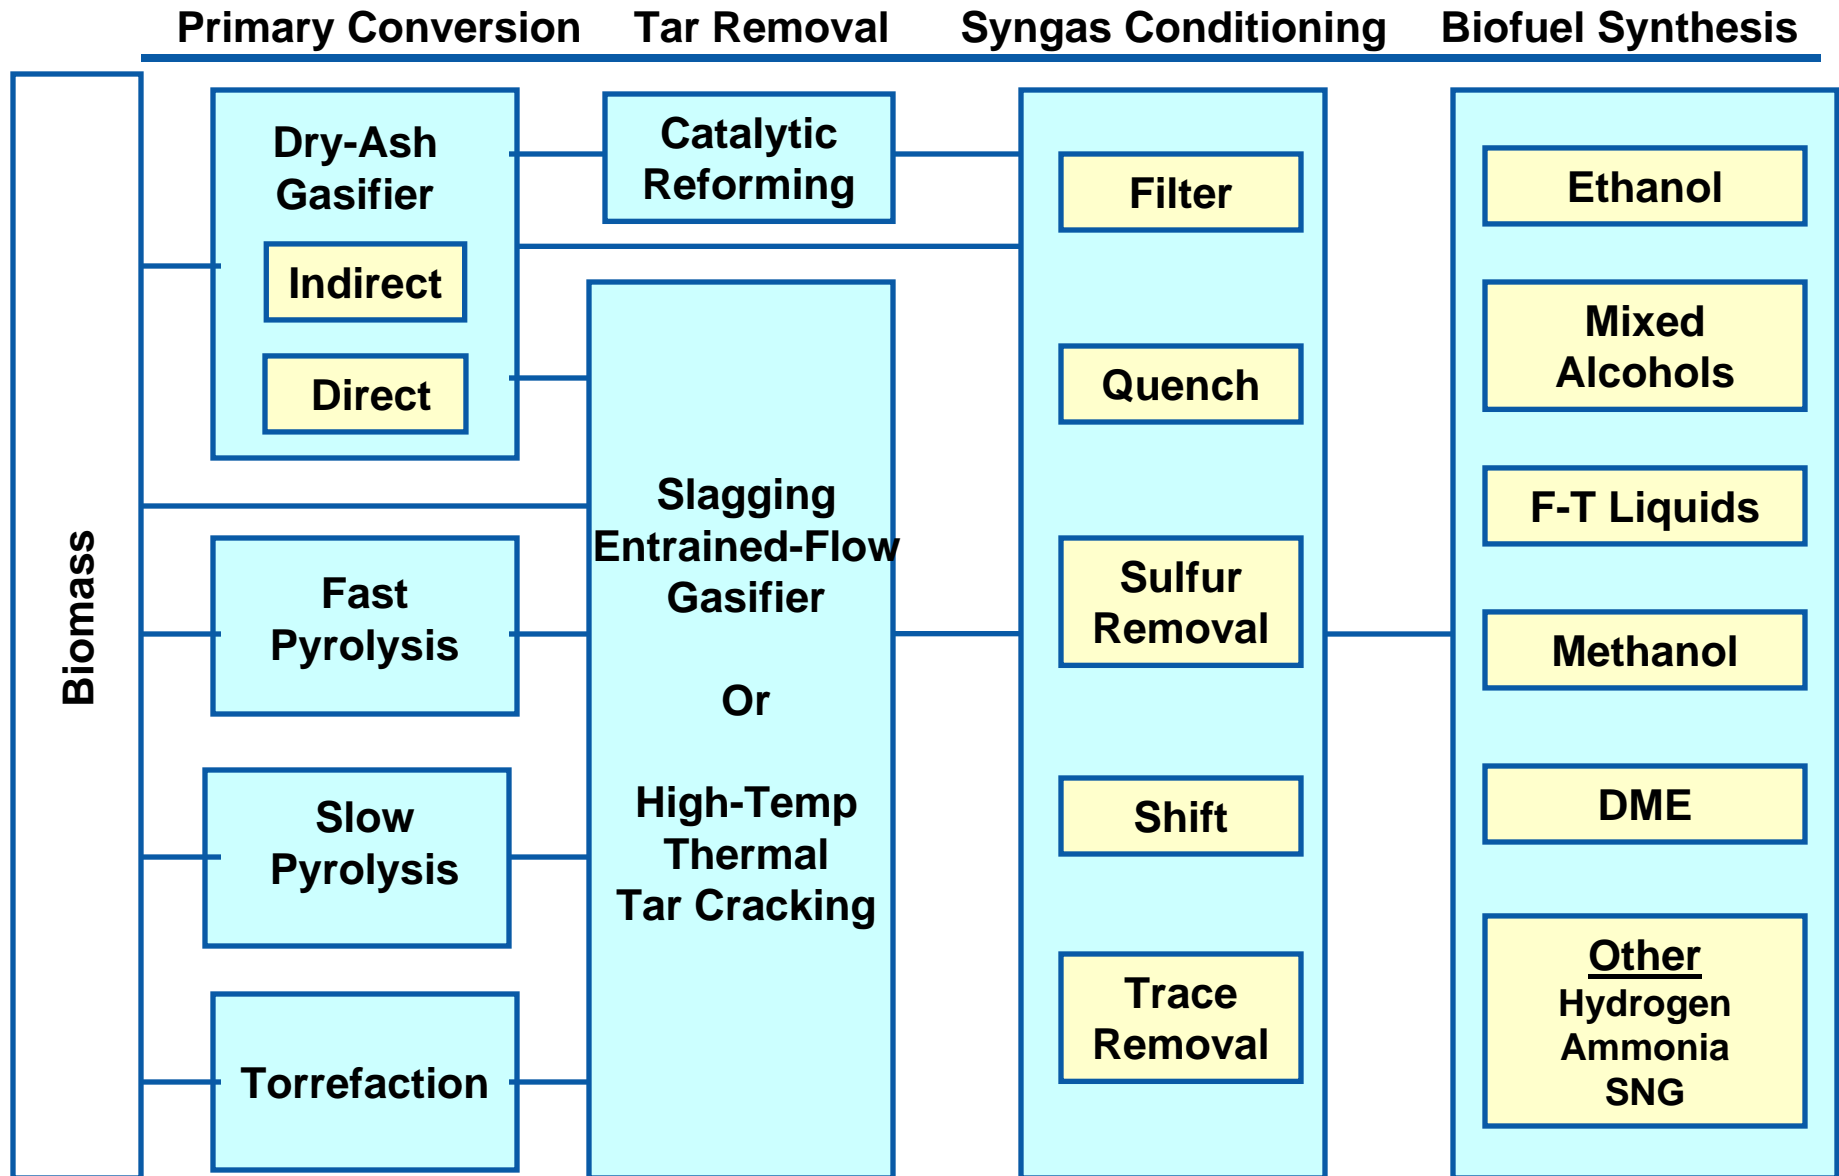 Primary Conversion
Tar Removal
Syngas Conditioning
Biofuel Synthesis
Biomass
Dry-Ash
Gasifier
Indirect
Direct
Fast
Pyrolysis
Slow
Pyrolysis
Torrefaction
Catalytic
Reforming
Slagging
Entrained-Flow
Gasifier
Or
High-Temp
Thermal
Tar Cracking
Filter
Quench
Sulfur
Removal
Shift
Trace
Removal
Ethanol
Mixed
Alcohols
F-T Liquids
Methanol
DME
Other
Hydrogen
Ammonia
SNG